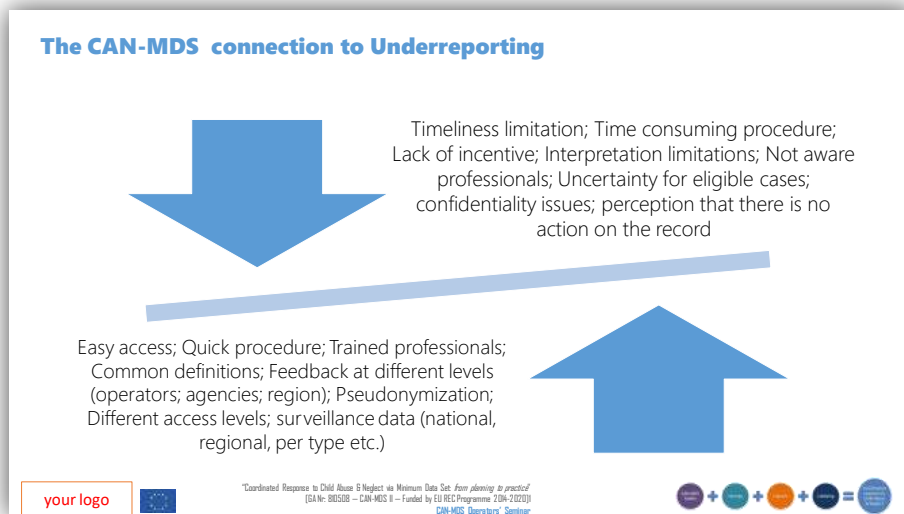 The CAN-MDS connection to Underreporting
Timeliness limitation; Time consuming procedure;
Lack of incentive; Interpretation limitations; Not aware
professionals; Uncertainty for eligible cases;
confidentiality issues; perception that there is no
action on the record
Easy access; Quick procedure; Trained professionals;
Common definitions; Feedback at different levels
(operators; agencies; region); Pseudonymization;
Different access levels; surveillance data (national,
regional, per type etc.)
your logo
"Coordinated Response to Child Abuse & Neglect via Minimum Data Set: from planning to practice"
[GA Nr: 810508 – CAN-MDS II – Funded by EU REC Programme 2014-2020)]
CAN-MDS Operators' Seminar
+ + + =